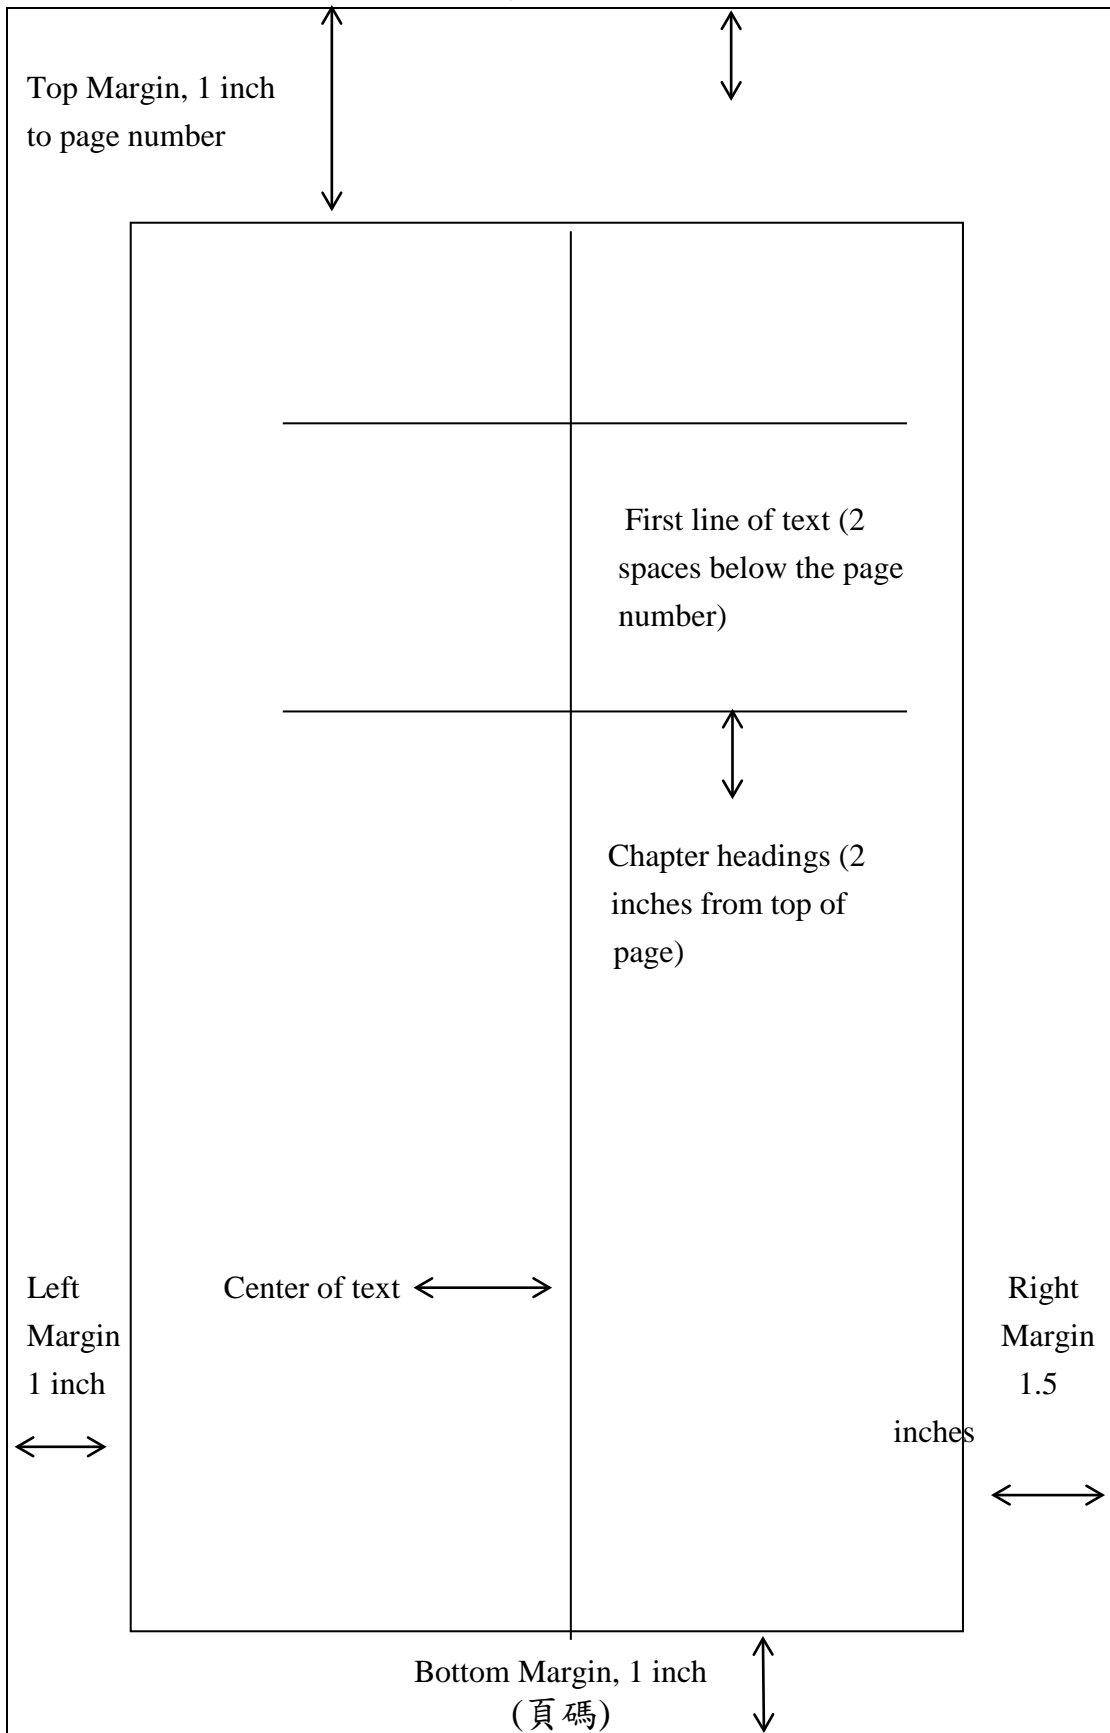 Top Margin, 1 inch
to page number
First line of text (2
spaces below the page
number)
Chapter headings (2
inches from top of
page)
Center of text
Left
Margin
1 inch
Right
Margin
1.5
inches
Bottom Margin, 1 inch
(頁碼)